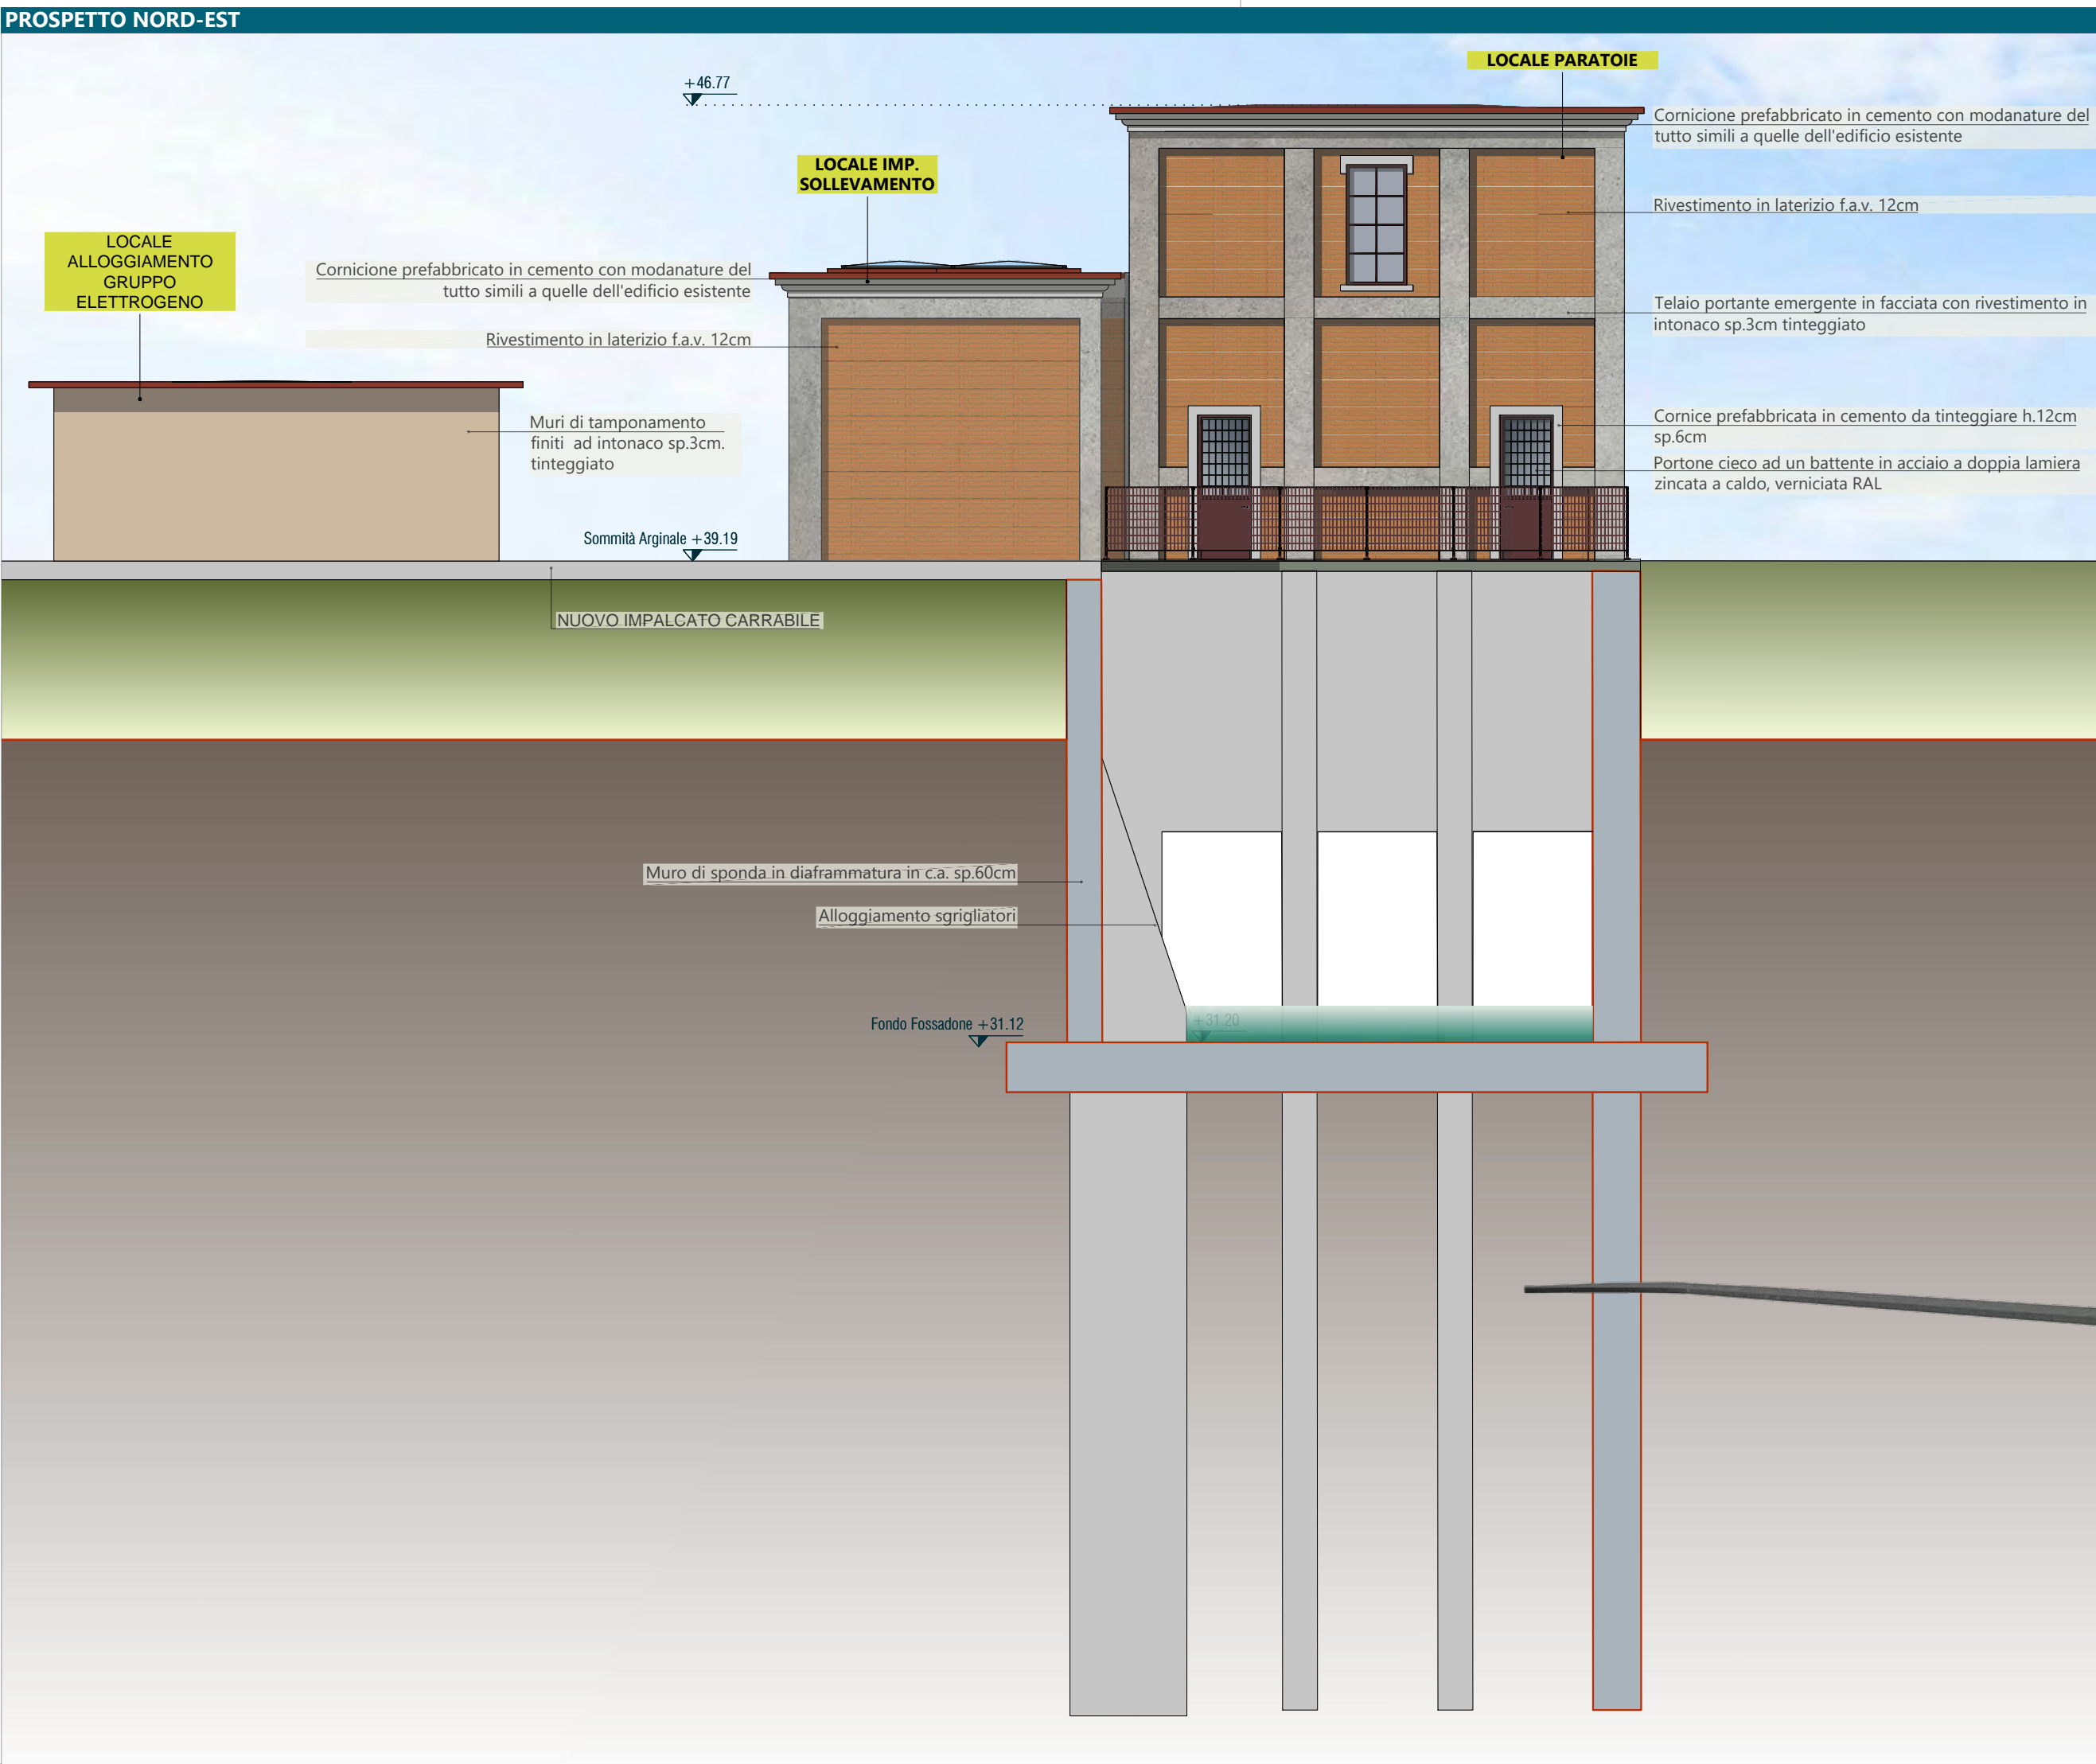 PROSPETTO NORD-EST
LOCALE PARATOIE
+46.77
Cornicione prefabbricato in cemento con modanature del
tutto simili a quelle dell'edificio esistente
LOCALE IMP.
SOLLEVAMENTO
Rivestimento in laterizio f.a.v. 12cm
LOCALE
ALLOGGIAMENTO
GRUPPO
ELETTROGENO
Cornicione prefabbricato in cemento con modanature del
tutto simili a quelle dell'edificio esistente
Telaio portante emergente in facciata con rivestimento in
intonaco sp.3cm tinteggiato
Rivestimento in laterizio f.a.v. 12cm
Muri di tamponamento
finiti ad intonaco sp.3cm.
tinteggiato
Cornice prefabbricata in cemento da tinteggiare h.12cm
sp.6cm
Portone cieco ad un battente in acciaio a doppia lamiera
zincata a caldo, verniciata RAL
Sommità Arginale +39.19
NUOVO IMPALCATO CARRABILE
Muro di sponda in diaframmatura in c.a. sp.60cm
Alloggiamento sgrigliatori
Fondo Fossadone +31.12
+31.20